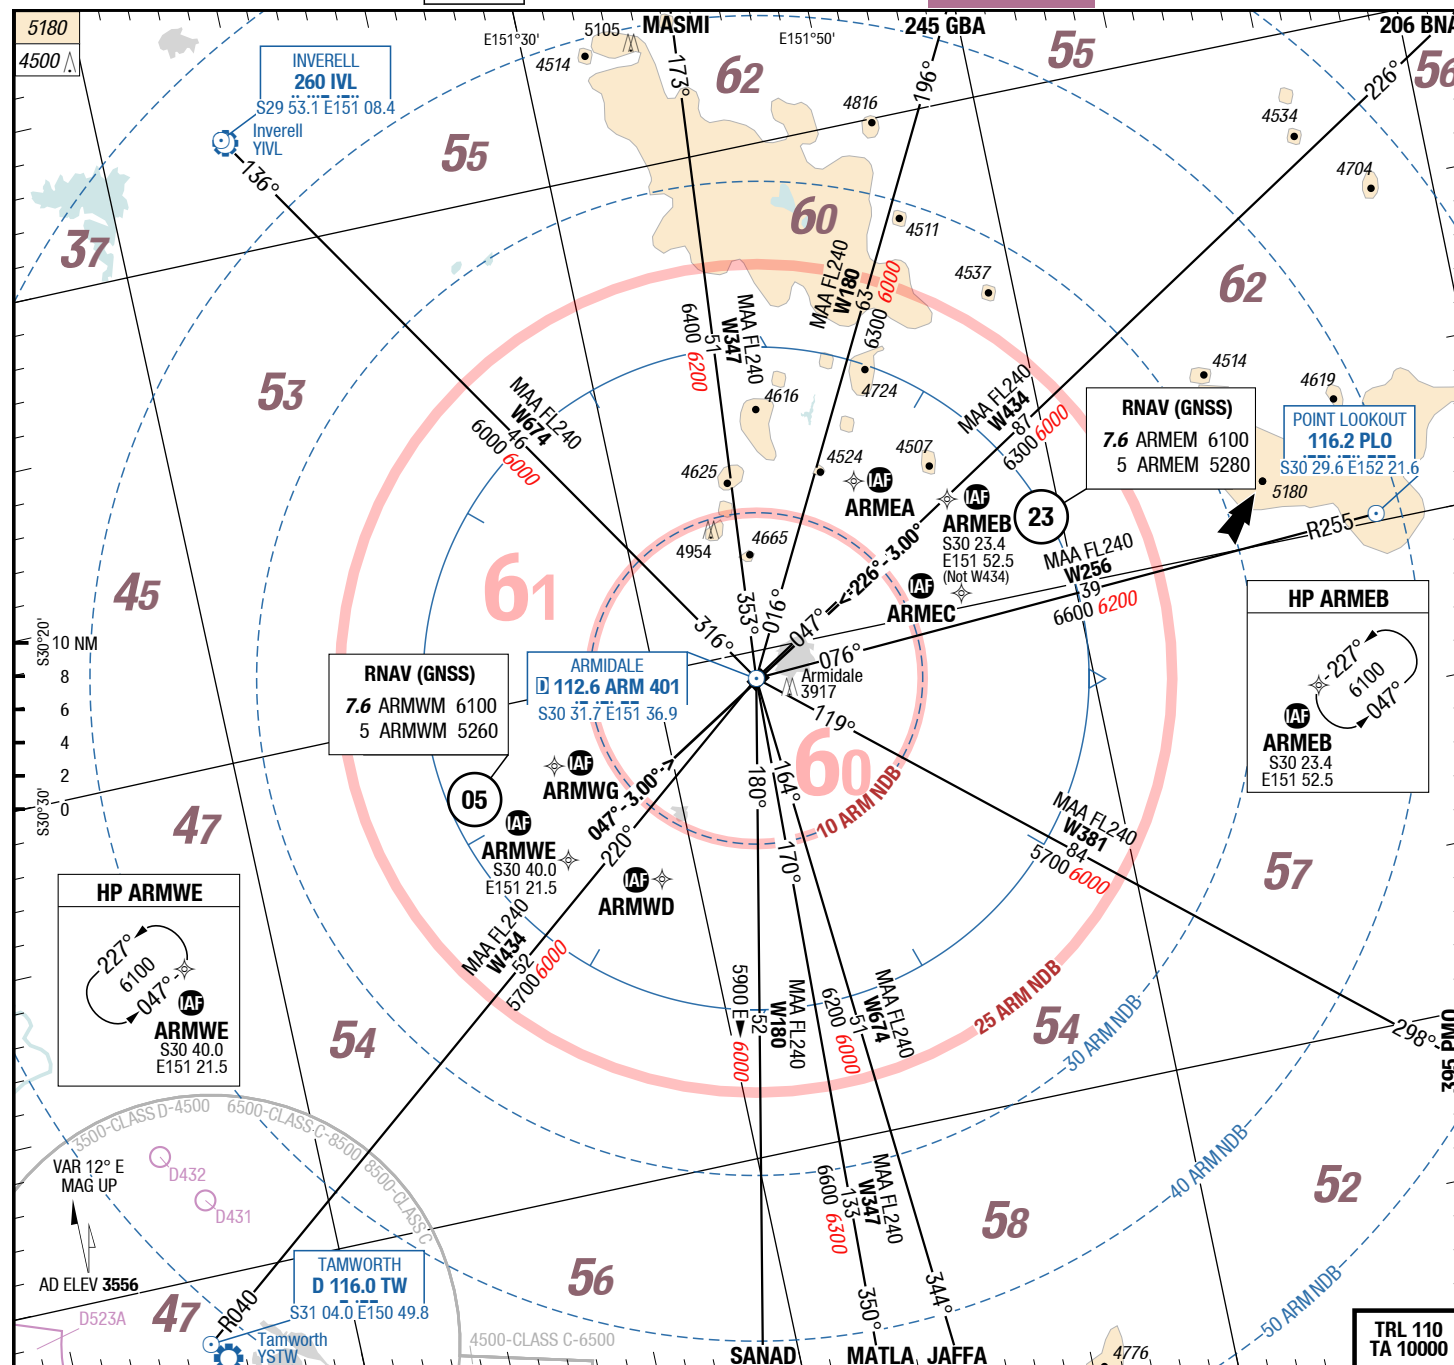 5180
4500
E151°30'
5105
MASMI
E151°50'
245 GBA
206 BNA
4514
173°
62
196°
55
226°
56
INVERELL
260 IVL
S29 53.1 E151 08.4
Inverell
YIVL
136°
55
4816
4534
4704
37
60
4511
4537
62
MAA FL240
W180
63
6300 6000
MAA FL240
W347
51
6400 6200
53
MAA FL240
W674
46
6000 6000
4616
4724
MAA FL240
W434
87
6300 6000
4514
4619
RNAV (GNSS)
7.6 ARMEM 6100
5 ARMEM 5280
POINT LOOKOUT
116.2 PLO
S30 29.6 E152 21.6
4625
4524
4507
IAF
ARMEA
IAF
ARMEB
S30 23.4
E151 52.5
(Not W434)
23
5180
R255
4954
4665
<-226°-3.00°
MAA FL240
W256
39
6600 6200
IAF
ARMEC
45
61
353°
016°
047°
316°
076°
S30°20'
10 NM
8
6
4
2
0
S30°30'
RNAV (GNSS)
7.6 ARMWM 6100
5 ARMWM 5260
ARMIDALE
D 112.6 ARM 401
S30 31.7 E151 36.9
Armidale
3917
119°
HP ARMEB
227°
6100
047°
IAF
ARMEB
S30 23.4
E151 52.5
60
10 ARM NDB
180°
164°
170°
IAF
ARMWG
05
IAF
ARMWE
S30 40.0
E151 21.5
047°-3.00°->
220°
IAF
ARMWD
47
MAA FL240
W381
84
5700 6000
57
HP ARMWE
227°
6100
047°
IAF
ARMWE
S30 40.0
E151 21.5
MAA FL240
W434
52
5700 6000
54
5900 E
6000
52
W180
MAA FL240
6200 6000
51
W674
MAA FL240
25 ARM NDB
54
30 ARM NDB
298°
395 PMQ
3500-CLASS D-4500
6500-CLASS C-8500
8500-CLASS C
VAR 12° E
MAG UP
D432
D431
AD ELEV 3556
D523A
47
R040
TAMWORTH
D 116.0 TW
S31 04.0 E150 49.8
Tamworth
YSTW
4500-CLASS C-6500
56
6600 6300
133
W347
MAA FL240
58
40 ARM NDB
52
50 ARM NDB
350°
344°
SANAD
MATLA
JAFFA
4776
TRL 110
TA 10000